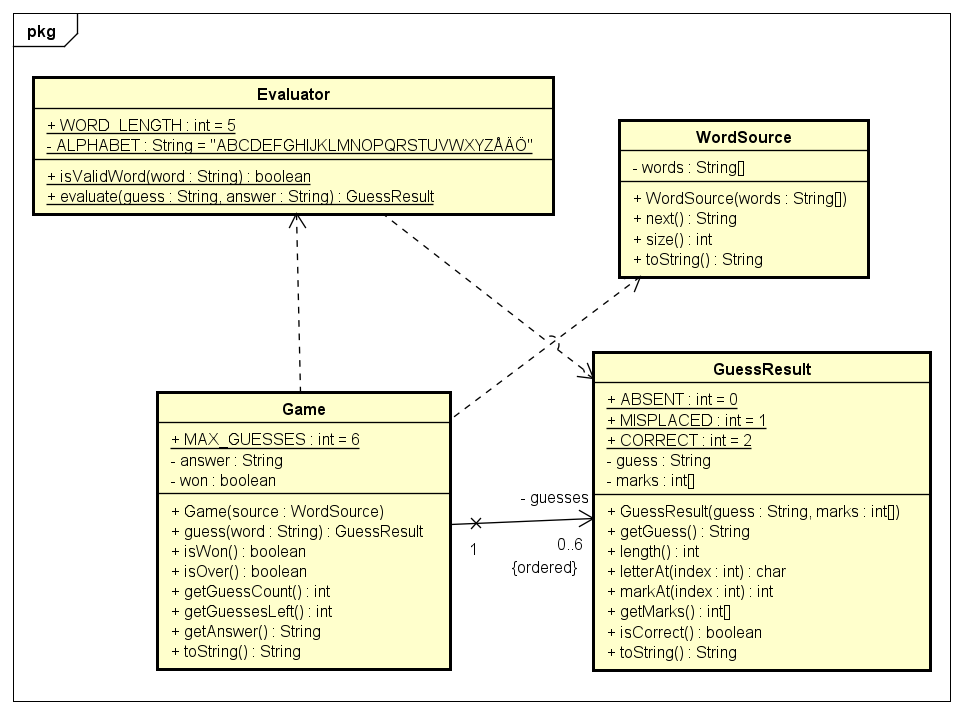 pkg
Evaluator
+ WORD_LENGTH : int = 5
- ALPHABET : String = "ABCDEFGHIJKLMNOPQRSTUVWXYZÅÄÖ"
+ isValidWord(word : String) : boolean
+ evaluate(guess : String, answer : String) : GuessResult
WordSource
- words : String[]
+ WordSource(words : String[])
+ next() : String
+ size() : int
+ toString() : String
Game
+ MAX_GUESSES : int = 6
- answer : String
- won : boolean
+ Game(source : WordSource)
+ guess(word : String) : GuessResult
+ isWon() : boolean
+ isOver() : boolean
+ getGuessCount() : int
+ getGuessesLeft() : int
+ getAnswer() : String
+ toString() : String
- guesses
1
0..6
{ordered}
GuessResult
+ ABSENT : int = 0
+ MISPLACED : int = 1
+ CORRECT : int = 2
- guess : String
- marks : int[]
+ GuessResult(guess : String, marks : int[])
+ getGuess() : String
+ length() : int
+ letterAt(index : int) : char
+ markAt(index : int) : int
+ getMarks() : int[]
+ isCorrect() : boolean
+ toString() : String